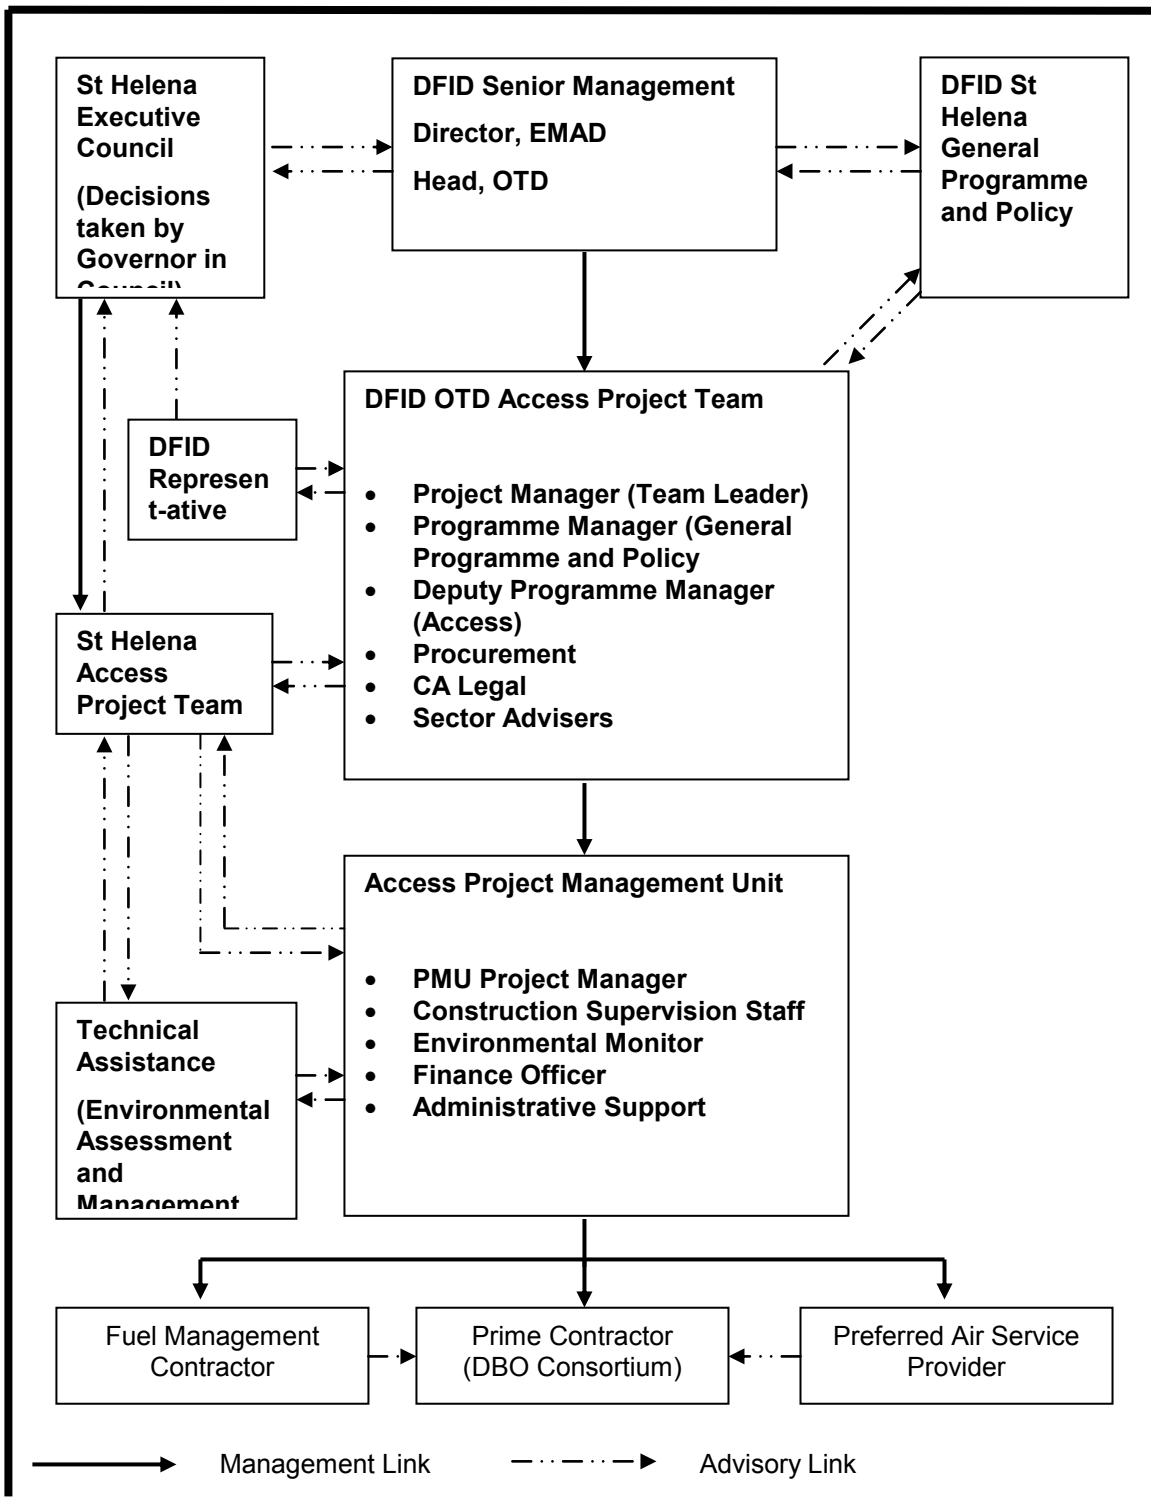 St Helena
Executive
Council
(Decisions
taken by
Governor in
Council)
DFID Senior Management
Director, EMAD
Head, OTD
DFID St
Helena
General
Programme
and Policy
DFID OTD Access Project Team
• Project Manager (Team Leader)
• Programme Manager (General
Programme and Policy
• Deputy Programme Manager
(Access)
• Procurement
• CA Legal
• Sector Advisers
DFID
Represen
t-ative
St Helena
Access
Project Team
Access Project Management Unit
• PMU Project Manager
• Construction Supervision Staff
• Environmental Monitor
• Finance Officer
• Administrative Support
Technical
Assistance
(Environmental
Assessment
and
Management
Fuel Management
Contractor
Prime Contractor
(DBO Consortium)
Preferred Air Service
Provider
Management Link
Advisory Link